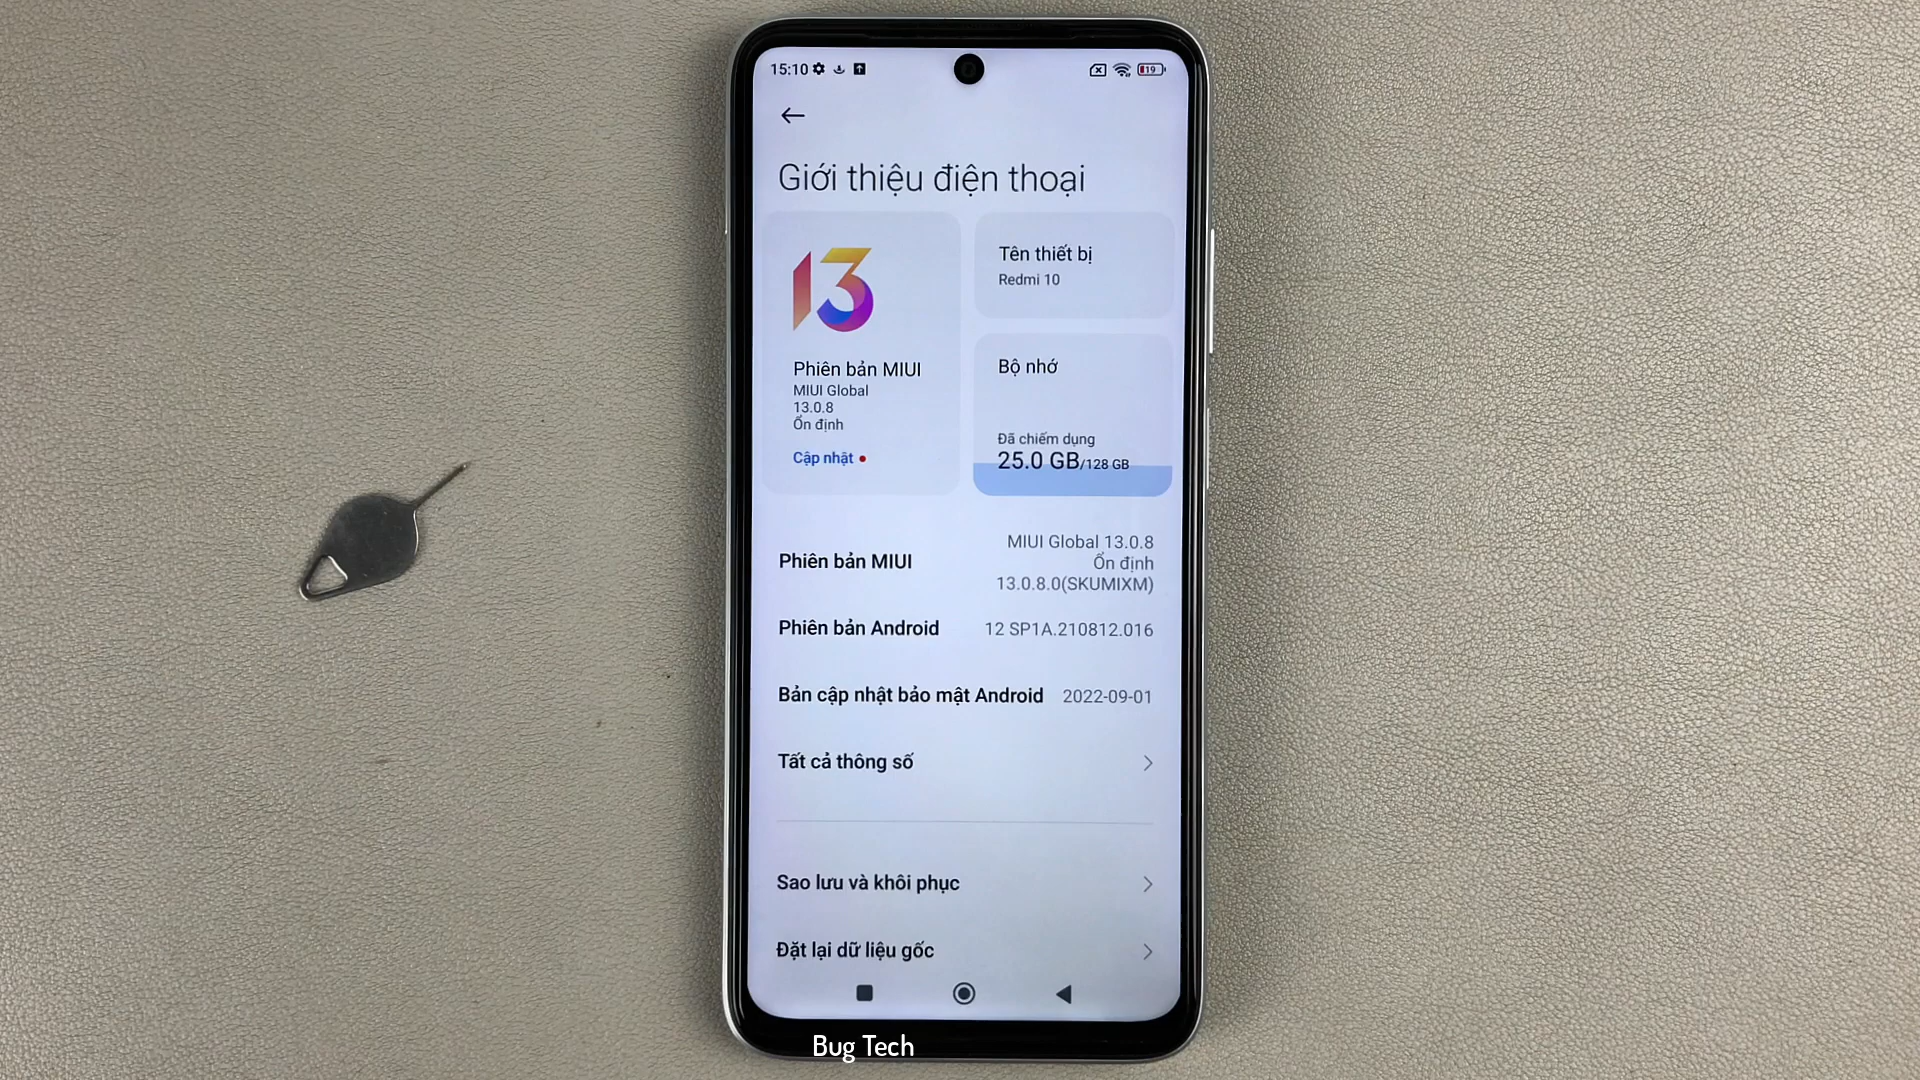 15:10
19
Giới thiệu điện thoại
13
Phiên bản MIUI
MIUI Global
13.0.8
Ổn định
Cập nhật
Tên thiết bị
Redmi 10
Bộ nhớ
Đã chiếm dụng
25.0 GB/128 GB
Phiên bản MIUI
MIUI Global 13.0.8
Ổn định
13.0.8.0(SKUMIXM)
Phiên bản Android
12 SP1A.210812.016
Bản cập nhật bảo mật Android
2022-09-01
Tất cả thông số
Sao lưu và khôi phục
Đặt lại dữ liệu gốc
Bug Tech